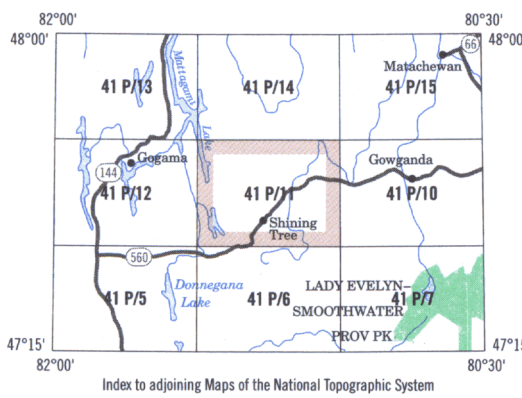 82°00'
80°30'
48°00'
48°00'
66
Mattagami
Lake
Matachewan
41 P/13
41 P/14
41 P/15
Gogama
Gowganda
144
41 P/12
41 P/11
41 P/10
Shining
Tree
560
Donnegana
Lake
LADY EVELYN–
41 P/5
41 P/6
41 P/7
SMOOTHWATER
PROV PK
47°15'
47°15'
82°00'
80°30'
Index to adjoining Maps of the National Topographic System